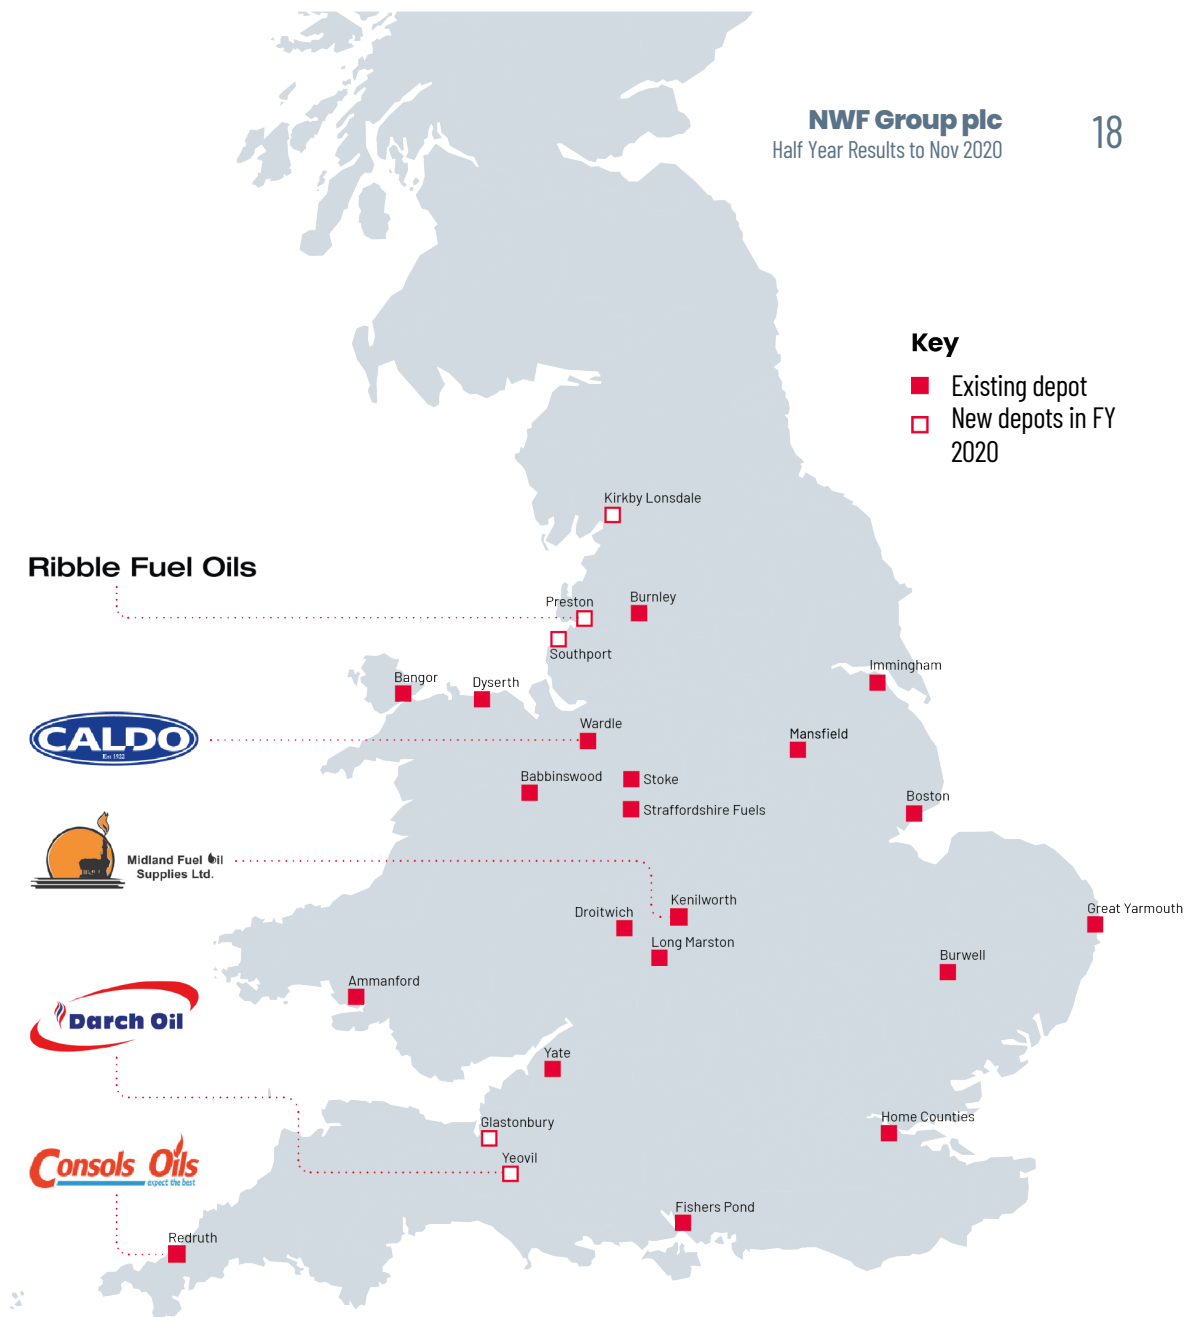 NWF Group plc
Half Year Results to Nov 2020
18
Key
Existing depot
New depots in FY
2020
Kirkby Lonsdale
Ribble Fuel Oils
Preston
Burnley
Southport
Immingham
Bangor
Dyserth
CALDO
Est 1922
Wardle
Mansfield
Babbinswood
Stoke
Boston
Straffordshire Fuels
Midland Fuel Oil
Supplies Ltd.
Kenilworth
Droitwich
Great Yarmouth
Long Marston
Burwell
Ammanford
Darch Oil
Yate
Home Counties
Glastonbury
Yeovil
Consols Oils
expect the best
Fishers Pond
Redruth